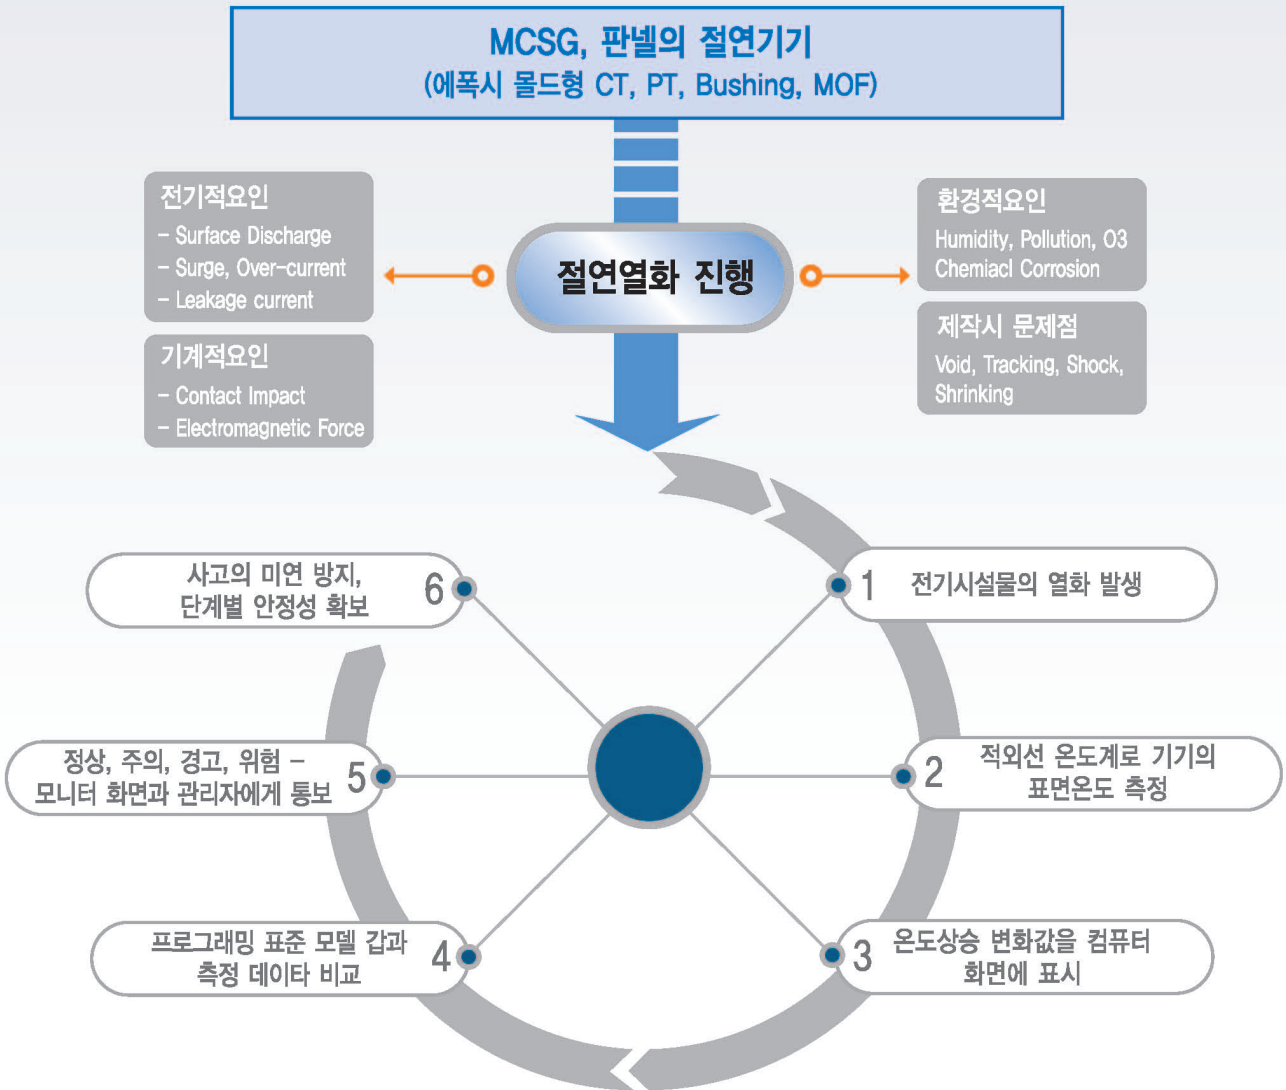 MCSG, 판넬의 절연기기
(에폭시 몰드형 CT, PT, Bushing, MOF)
전기적요인
- Surface Discharge
- Surge, Over-current
- Leakage current
기계적요인
- Contact Impact
- Electromagnetic Force
절연열화 진행
환경적요인
Humidity, Pollution, O3
Chemiacl Corrosion
제작시 문제점
Void, Tracking, Shock,
Shrinking
1 전기시설물의 열화 발생
2 적외선 온도계로 기기의
표면온도 측정
3 온도상승 변화값을 컴퓨터
화면에 표시
4 프로그래밍 표준 모델 갑과
측정 데이타 비교
5 정상, 주의, 경고, 위험 -
모니터 화면과 관리자에게 통보
6 사고의 미연 방지,
단계별 안정성 확보